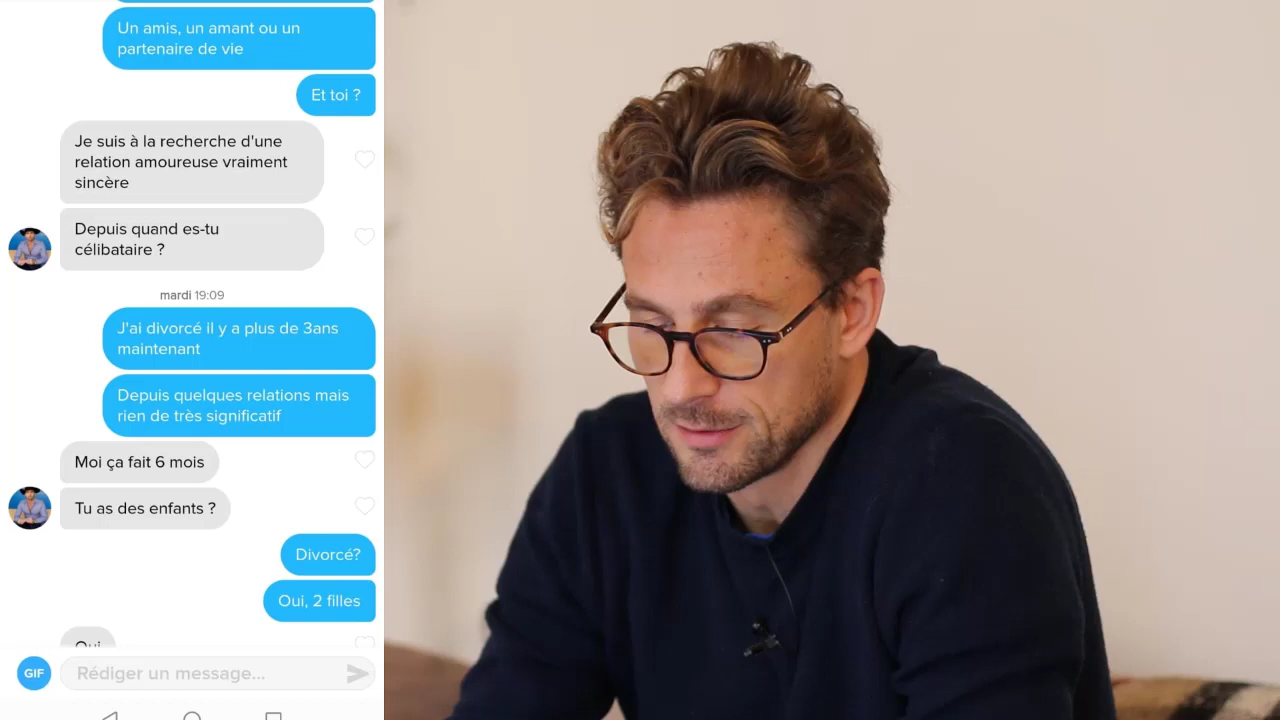 Un amis, un amant ou un
partenaire de vie
Et toi ?
Je suis à la recherche d'une
relation amoureuse vraiment
sincère
Depuis quand es-tu
célibataire ?
mardi 19:09
J'ai divorcé il y a plus de 3ans
maintenant
Depuis quelques relations mais
rien de très significatif
Moi ça fait 6 mois
Tu as des enfants ?
Divorcé?
Oui, 2 filles
Oui
GIF Rédiger un message...